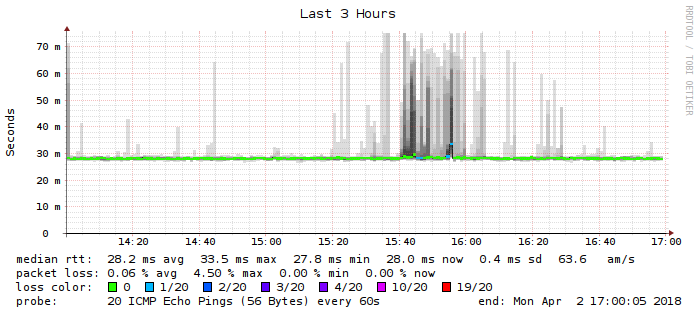 Last 3 Hours
RRDTOOL / TOBI OETIKER
Seconds
70 m
60 m
50 m
40 m
30 m
20 m
10 m
0
14:20 14:40 15:00 15:20 15:40 16:00 16:20 16:40 17:00
median rtt: 28.2 ms avg 33.5 ms max 27.8 ms min 28.0 ms now 0.4 ms sd 63.6 am/s
packet loss: 0.06 % avg 4.50 % max 0.00 % min 0.00 % now
loss color: 0 1/20 2/20 3/20 4/20 10/20 19/20
probe: 20 ICMP Echo Pings (56 Bytes) every 60s end: Mon Apr 2 17:00:05 2018